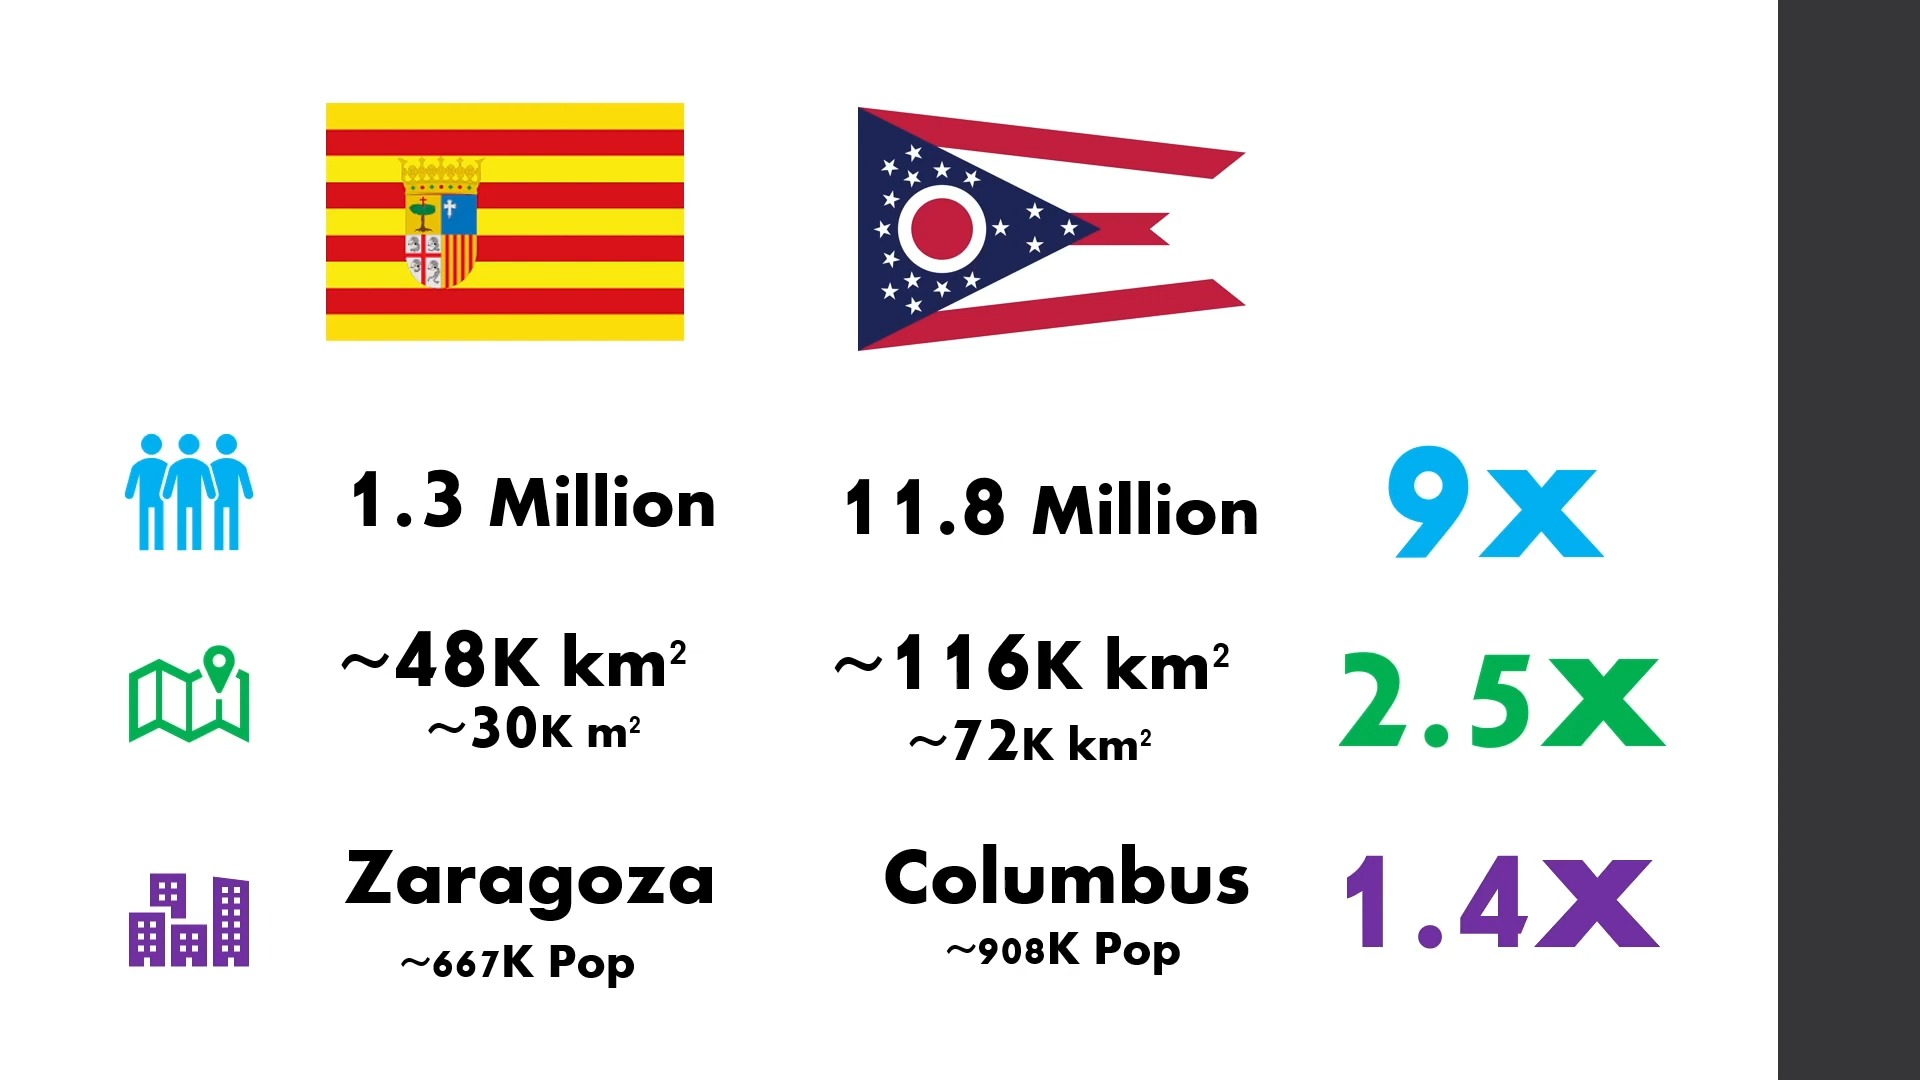 1.3 Million 11.8 Million 9x
~48K km² ~116K km² 2.5x
~30K m² ~72K km²
Zaragoza Columbus 1.4x
~667K Pop ~908K Pop